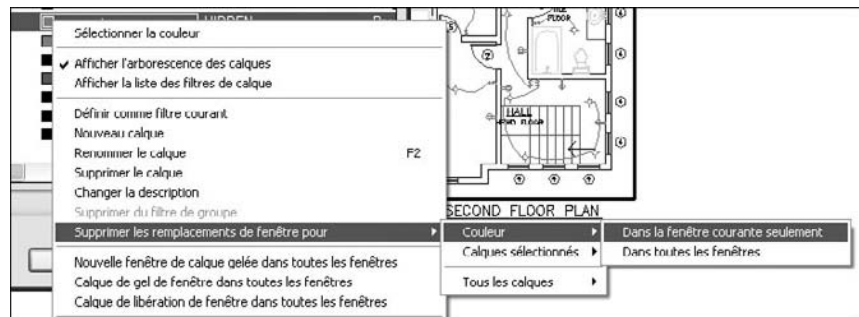 HIDDEN
Sélectionner la couleur
Afficher l'arborescence des calques
Afficher la liste des filtres de calque
Définir comme filtre courant
Nouveau calque
Renommer le calque F2
Supprimer le calque
Changer la description
Supprimer du filtre de groupe
Supprimer les remplacements de fenêtre pour
Nouvelle fenêtre de calque gelée dans toutes les fenêtres
Calque de gel de fenêtre dans toutes les fenêtres
Calque de libération de fenêtre dans toutes les fenêtres
FLOOR
HALL
SECOND FLOOR PLAN
Couleur
Calques sélectionnés
Tous les calques
Dans la fenêtre courante seulement
Dans toutes les fenêtres